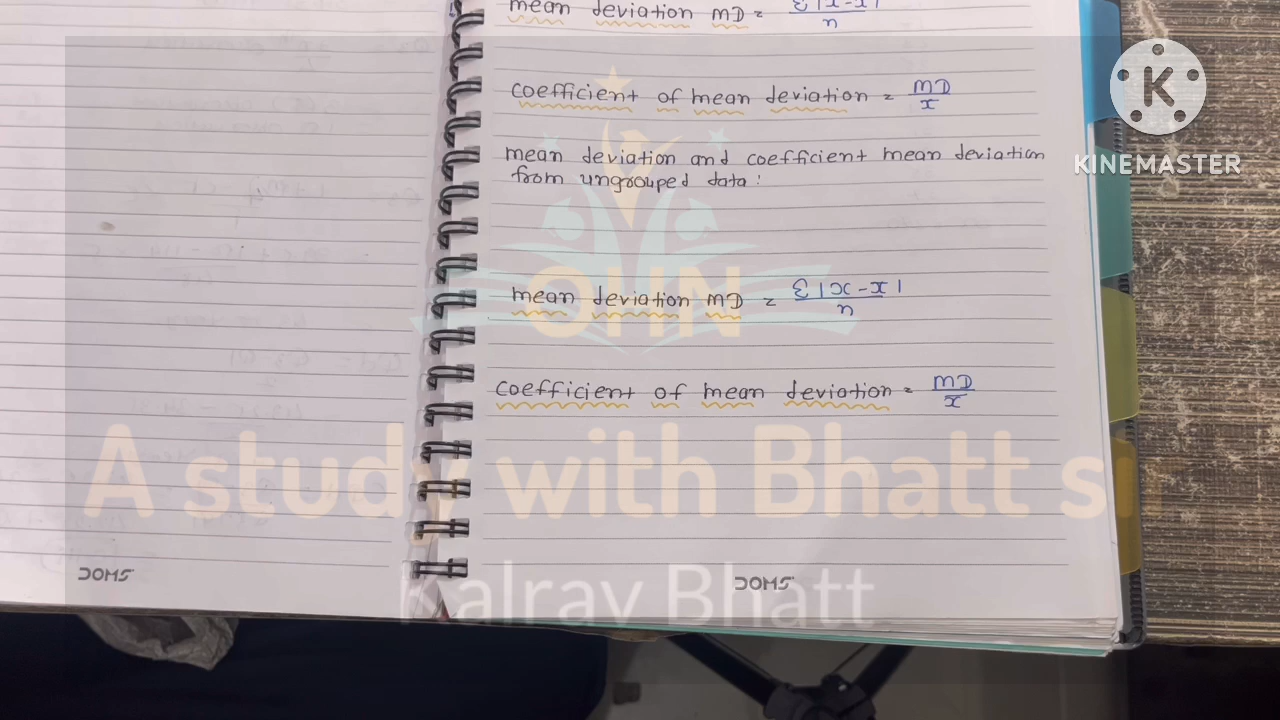 mean deviation MD = Σ|x-x̄| / n
coefficient of mean deviation = MD / x̄
mean deviation and coefficient mean deviation
from ungrouped data :
mean deviation MD = Σ|x-x̄| / n
coefficient of mean deviation = MD / x̄
K
KINEMASTER
OHN
A study with Bhatt sir
Kalrav Bhatt
DOMS
DOMS